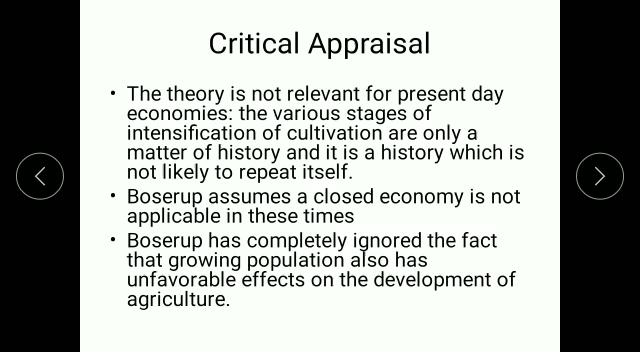 Critical Appraisal
• The theory is not relevant for present day
economies: the various stages of
intensification of cultivation are only a
matter of history and it is a history which is
not likely to repeat itself.
• Boserup assumes a closed economy is not
applicable in these times
• Boserup has completely ignored the fact
that growing population also has
unfavorable effects on the development of
agriculture.